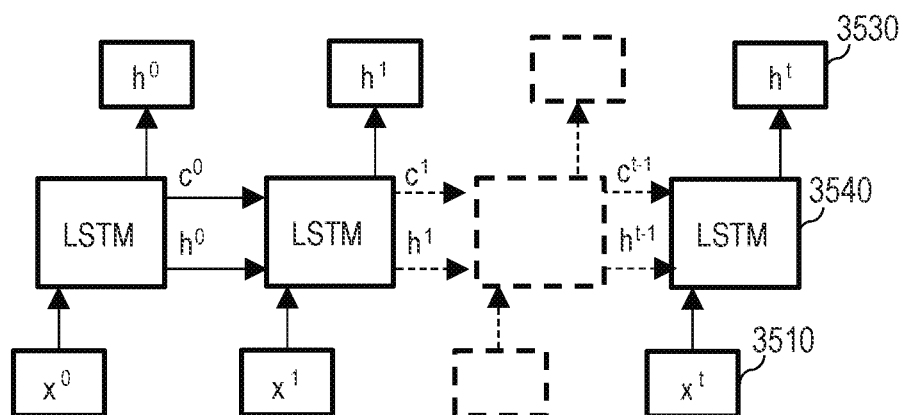 3530
h⁰
h¹
hᵗ
c⁰
c¹
cᵗ⁻¹
3540
LSTM
LSTM
LSTM
h⁰
h¹
hᵗ⁻¹
3510
x⁰
x¹
xᵗ